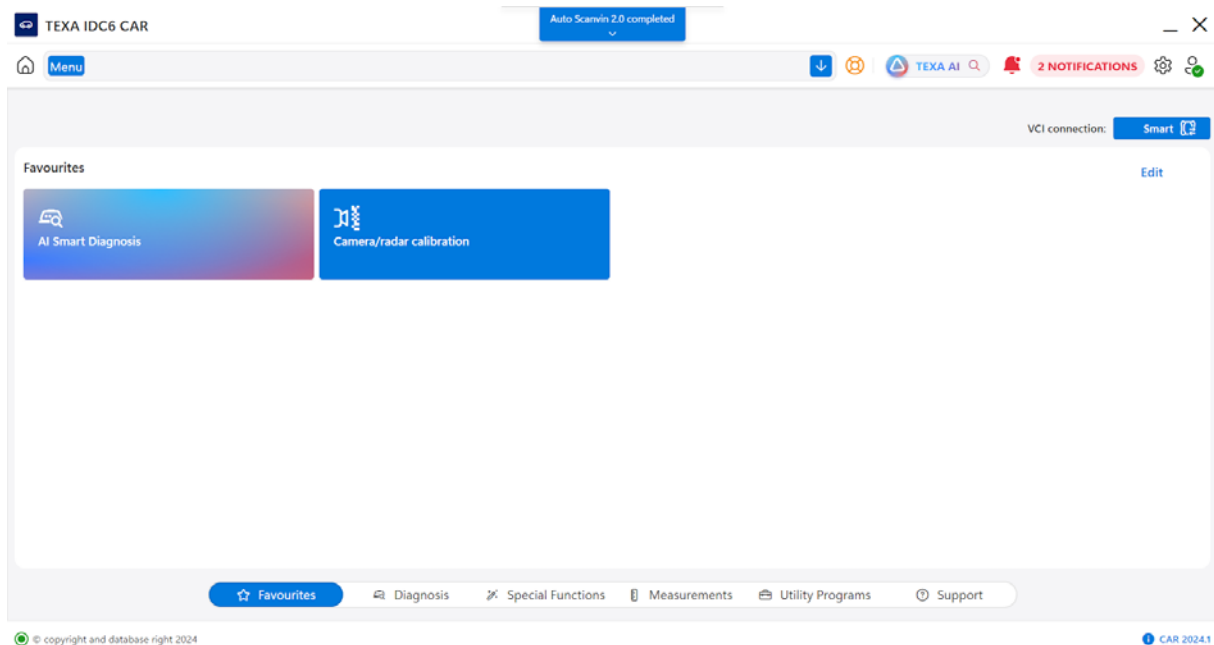 TEXA IDC6 CAR
Auto Scanvin 2.0 completed
Menu
TEXA AI
2 NOTIFICATIONS
VCI connection:
Smart
Favourites
Edit
AI Smart Diagnosis
Camera/radar calibration
Favourites
Diagnosis
Special Functions
Measurements
Utility Programs
Support
© copyright and database right 2024
CAR 2024.1